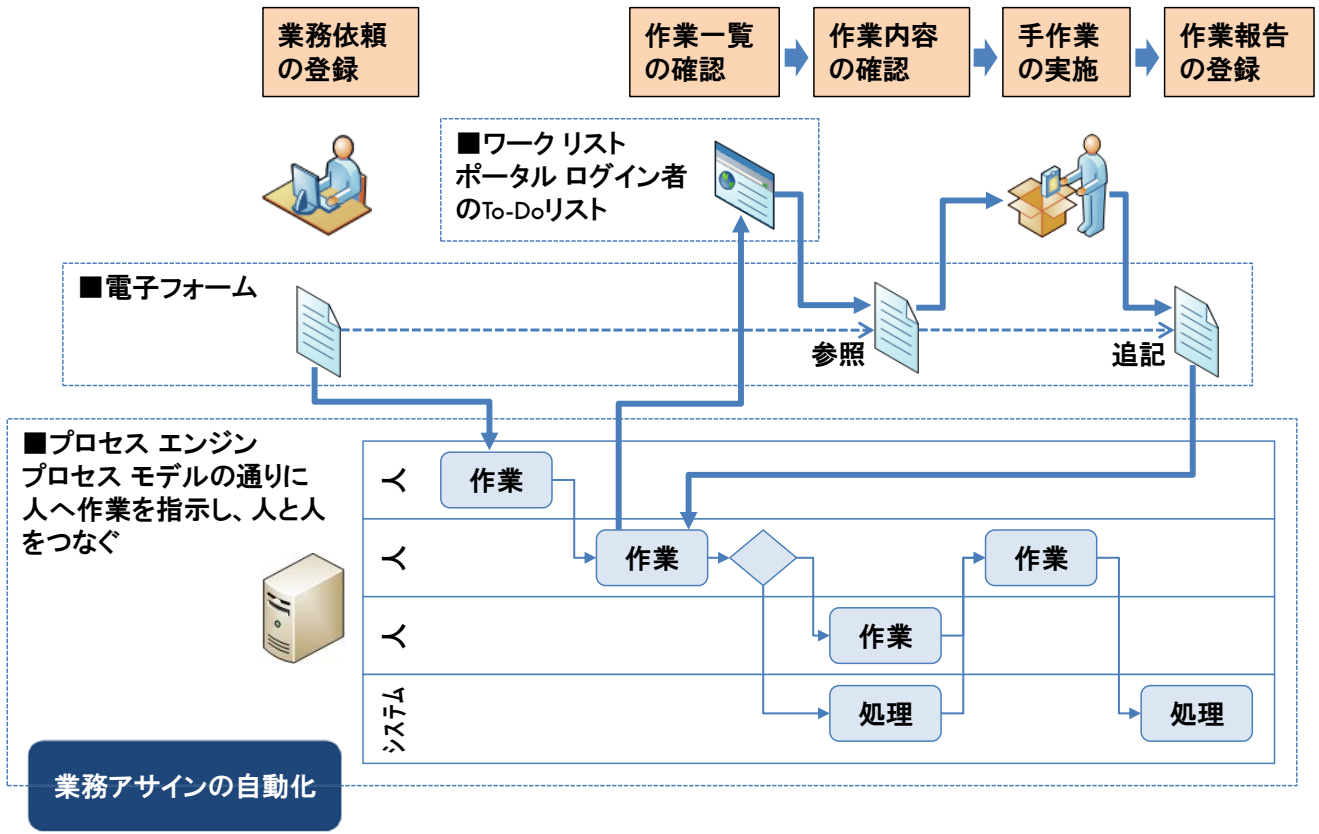 業務依頼
の登録
作業一覧
の確認
作業内容
の確認
手作業
の実施
作業報告
の登録
■ワーク リスト
ポータル ログイン者
のTo-Doリスト
■電子フォーム
参照
追記
■プロセス エンジン
プロセス モデルの通りに
人へ作業を指示し、人と人
をつなぐ
人
作業
人
作業
作業
人
作業
システム
処理
処理
業務アサインの自動化